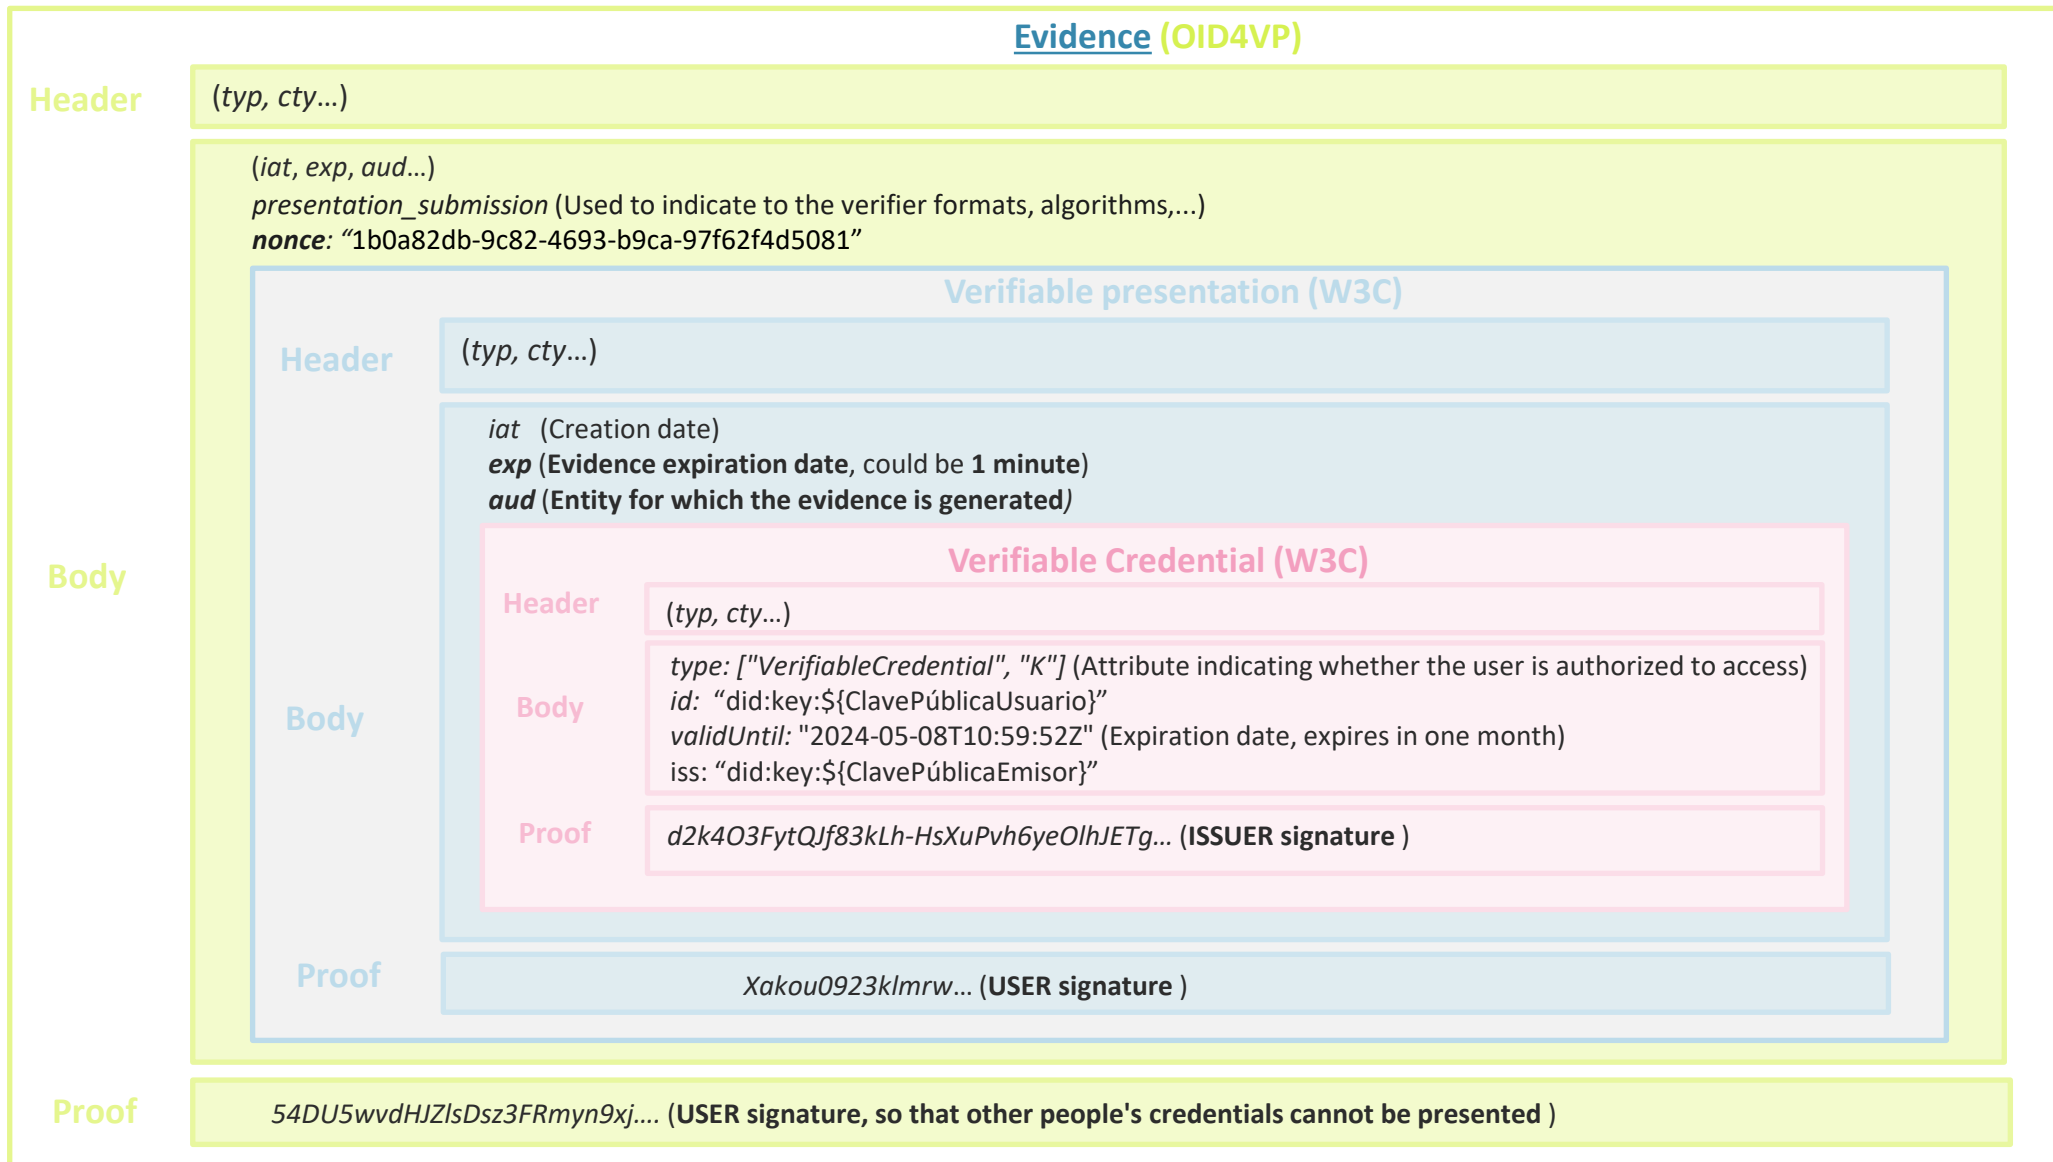 Evidence (OID4VP)
Header
(typ, cty...)
Body
(iat, exp, aud...)
presentation_submission (Used to indicate to the verifier formats, algorithms,...)
nonce: “1b0a82db-9c82-4693-b9ca-97f62f4d5081”
Verifiable presentation (W3C)
Header
(typ, cty...)
Body
iat (Creation date)
exp (Evidence expiration date, could be 1 minute)
aud (Entity for which the evidence is generated)
Verifiable Credential (W3C)
Header
(typ, cty...)
Body
type: ["VerifiableCredential", "K"] (Attribute indicating whether the user is authorized to access)
id: “did:key:${ClavePúblicaUsuario}”
validUntil: "2024-05-08T10:59:52Z" (Expiration date, expires in one month)
iss: “did:key:${ClavePúblicaEmisor}”
Proof
d2k4O3FytQJf83kLh-HsXuPvh6yeOlhJETg... (ISSUER signature )
Proof
Xakou0923klmrw... (USER signature )
Proof
54DU5wvdHJZlsDsz3FRmyn9xj.... (USER signature, so that other people's credentials cannot be presented )